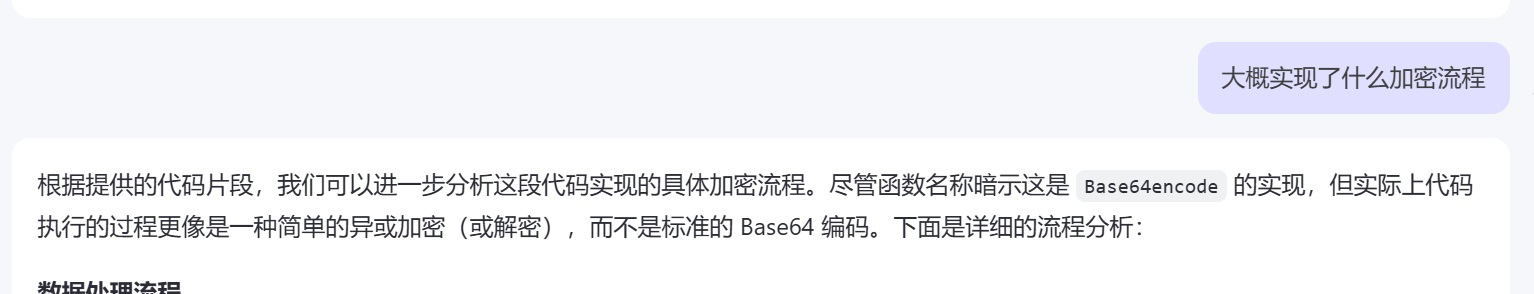 大概实现了什么加密流程
根据提供的代码片段，我们可以进一步分析这段代码实现的具体加密流程。尽管函数名称暗示这是 Base64encode 的实现，但实际上代码
执行的过程更像是一种简单的异或加密（或解密），而不是标准的 Base64 编码。下面是详细的流程分析：
数据处理流程